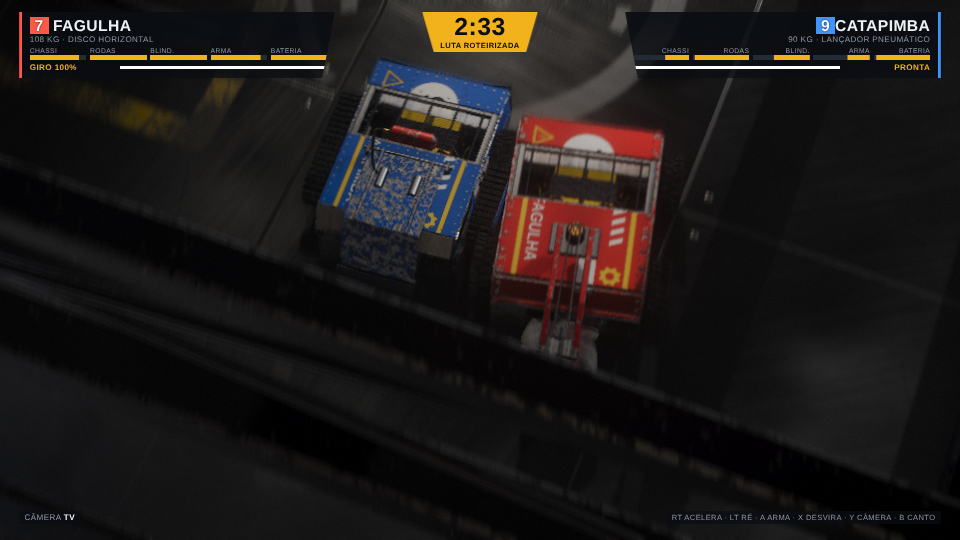 7 FAGULHA
108 KG · DISCO HORIZONTAL
CHASSI RODAS BLIND. ARMA BATERIA
GIRO 100%
2:33
LUTA ROTEIRIZADA
9 CATAPIMBA
90 KG · LANÇADOR PNEUMÁTICO
CHASSI RODAS BLIND. ARMA BATERIA
PRONTA
AGULHA
CÂMERA TV
RT ACELERA · LT RÉ · A ARMA · X DESVIRA · Y CÂMERA · B CANTO